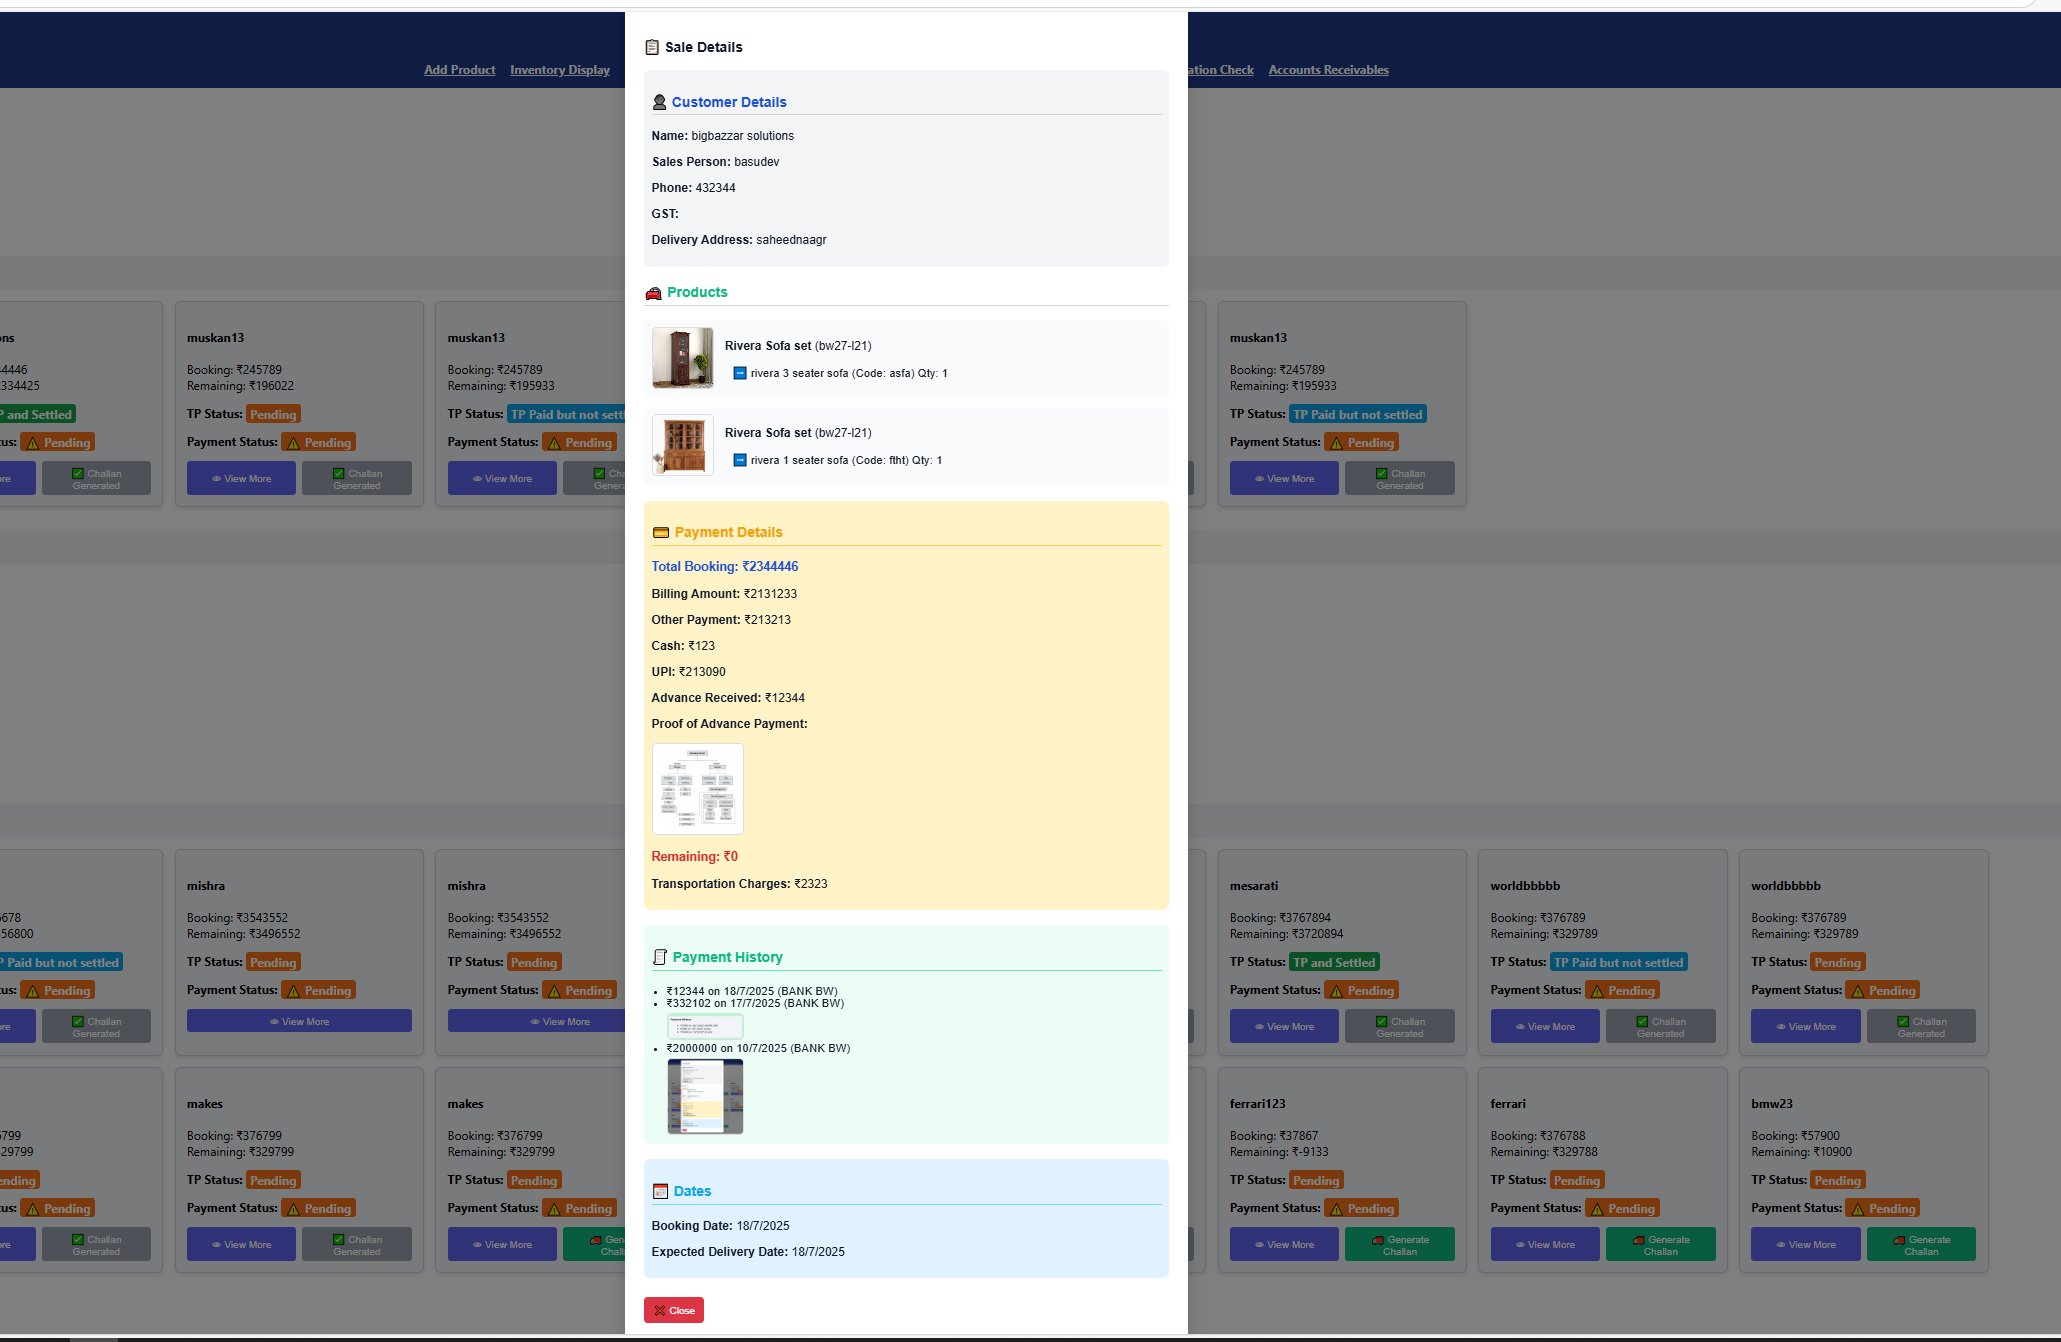 Add Product Inventory Display
ation Check Accounts Receivables
Sale Details
Customer Details
Name: bigbazzar solutions
Sales Person: basudev
Phone: 432344
GST:
Delivery Address: saheednaagr
Products
Rivera Sofa set (bw27-l21)
rivera 3 seater sofa (Code: asfa) Qty: 1
Rivera Sofa set (bw27-l21)
rivera 1 seater sofa (Code: ftht) Qty: 1
Payment Details
Total Booking: ₹2344446
Billing Amount: ₹2131233
Other Payment: ₹213213
Cash: ₹123
UPI: ₹213090
Advance Received: ₹12344
Proof of Advance Payment:
Remaining: ₹0
Transportation Charges: ₹2323
Payment History
₹12344 on 18/7/2025 (BANK BW)
₹332102 on 17/7/2025 (BANK BW)
₹2000000 on 10/7/2025 (BANK BW)
Dates
Booking Date: 18/7/2025
Expected Delivery Date: 18/7/2025
Close
ns
4446
334425
P and Settled
us: Pending
re
Challan Generated
muskan13
Booking: ₹245789
Remaining: ₹196022
TP Status: Pending
Payment Status: Pending
View More
Challan Generated
muskan13
Booking: ₹245789
Remaining: ₹195933
TP Status: TP Paid but not settl
Payment Status: Pending
View More
Cha
Gener
muskan13
Booking: ₹245789
Remaining: ₹195933
TP Status: TP Paid but not settled
Payment Status: Pending
View More
Challan Generated
5678
56800
P Paid but not settled
us: Pending
re
Challan Generated
mishra
Booking: ₹3543552
Remaining: ₹3496552
TP Status: Pending
Payment Status: Pending
View More
mishra
Booking: ₹3543552
Remaining: ₹3496552
TP Status: Pending
Payment Status: Pending
View More
mesarati
Booking: ₹3767894
Remaining: ₹3720894
TP Status: TP and Settled
Payment Status: Pending
View More
Challan Generated
worldbbbbb
Booking: ₹376789
Remaining: ₹329789
TP Status: TP Paid but not settled
Payment Status: Pending
View More
Challan Generated
worldbbbbb
Booking: ₹376789
Remaining: ₹329789
TP Status: Pending
Payment Status: Pending
View More
Challan Generated
6799
29799
ending
us: Pending
re
Challan Generated
makes
Booking: ₹376799
Remaining: ₹329799
TP Status: Pending
Payment Status: Pending
View More
Challan Generated
makes
Booking: ₹376799
Remaining: ₹329799
TP Status: Pending
Payment Status: Pending
View More
Gen
Chall
ferrari123
Booking: ₹37867
Remaining: ₹-9133
TP Status: Pending
Payment Status: Pending
View More
Generate Challan
ferrari
Booking: ₹376788
Remaining: ₹329788
TP Status: Pending
Payment Status: Pending
View More
Generate Challan
bmw23
Booking: ₹57900
Remaining: ₹10900
TP Status: Pending
Payment Status: Pending
View More
Generate Challan